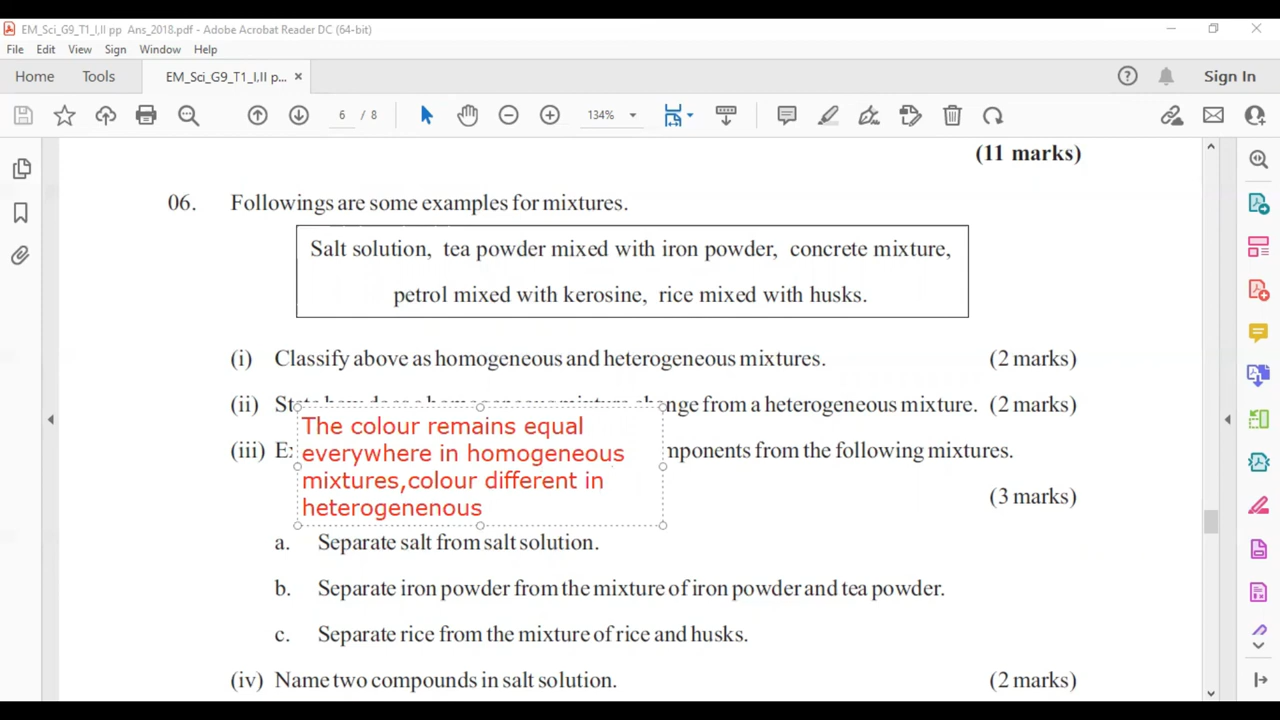 EM_Sci_G9_T1_I,II pp Ans_2018.pdf - Adobe Acrobat Reader DC (64-bit)
File Edit View Sign Window Help
Home Tools EM_Sci_G9_T1_I,II p... × Sign In
6 / 8 134%
(11 marks)
06. Followings are some examples for mixtures.
Salt solution, tea powder mixed with iron powder, concrete mixture,
petrol mixed with kerosine, rice mixed with husks.
(i) Classify above as homogeneous and heterogeneous mixtures. (2 marks)
(ii) change from a heterogeneous mixture. (2 marks)
The colour remains equal
everywhere in homogeneous
mixtures,colour different in
heterogenenous
(iii) from the following mixtures.
(3 marks)
a. Separate salt from salt solution.
b. Separate iron powder from the mixture of iron powder and tea powder.
c. Separate rice from the mixture of rice and husks.
(iv) Name two compounds in salt solution. (2 marks)